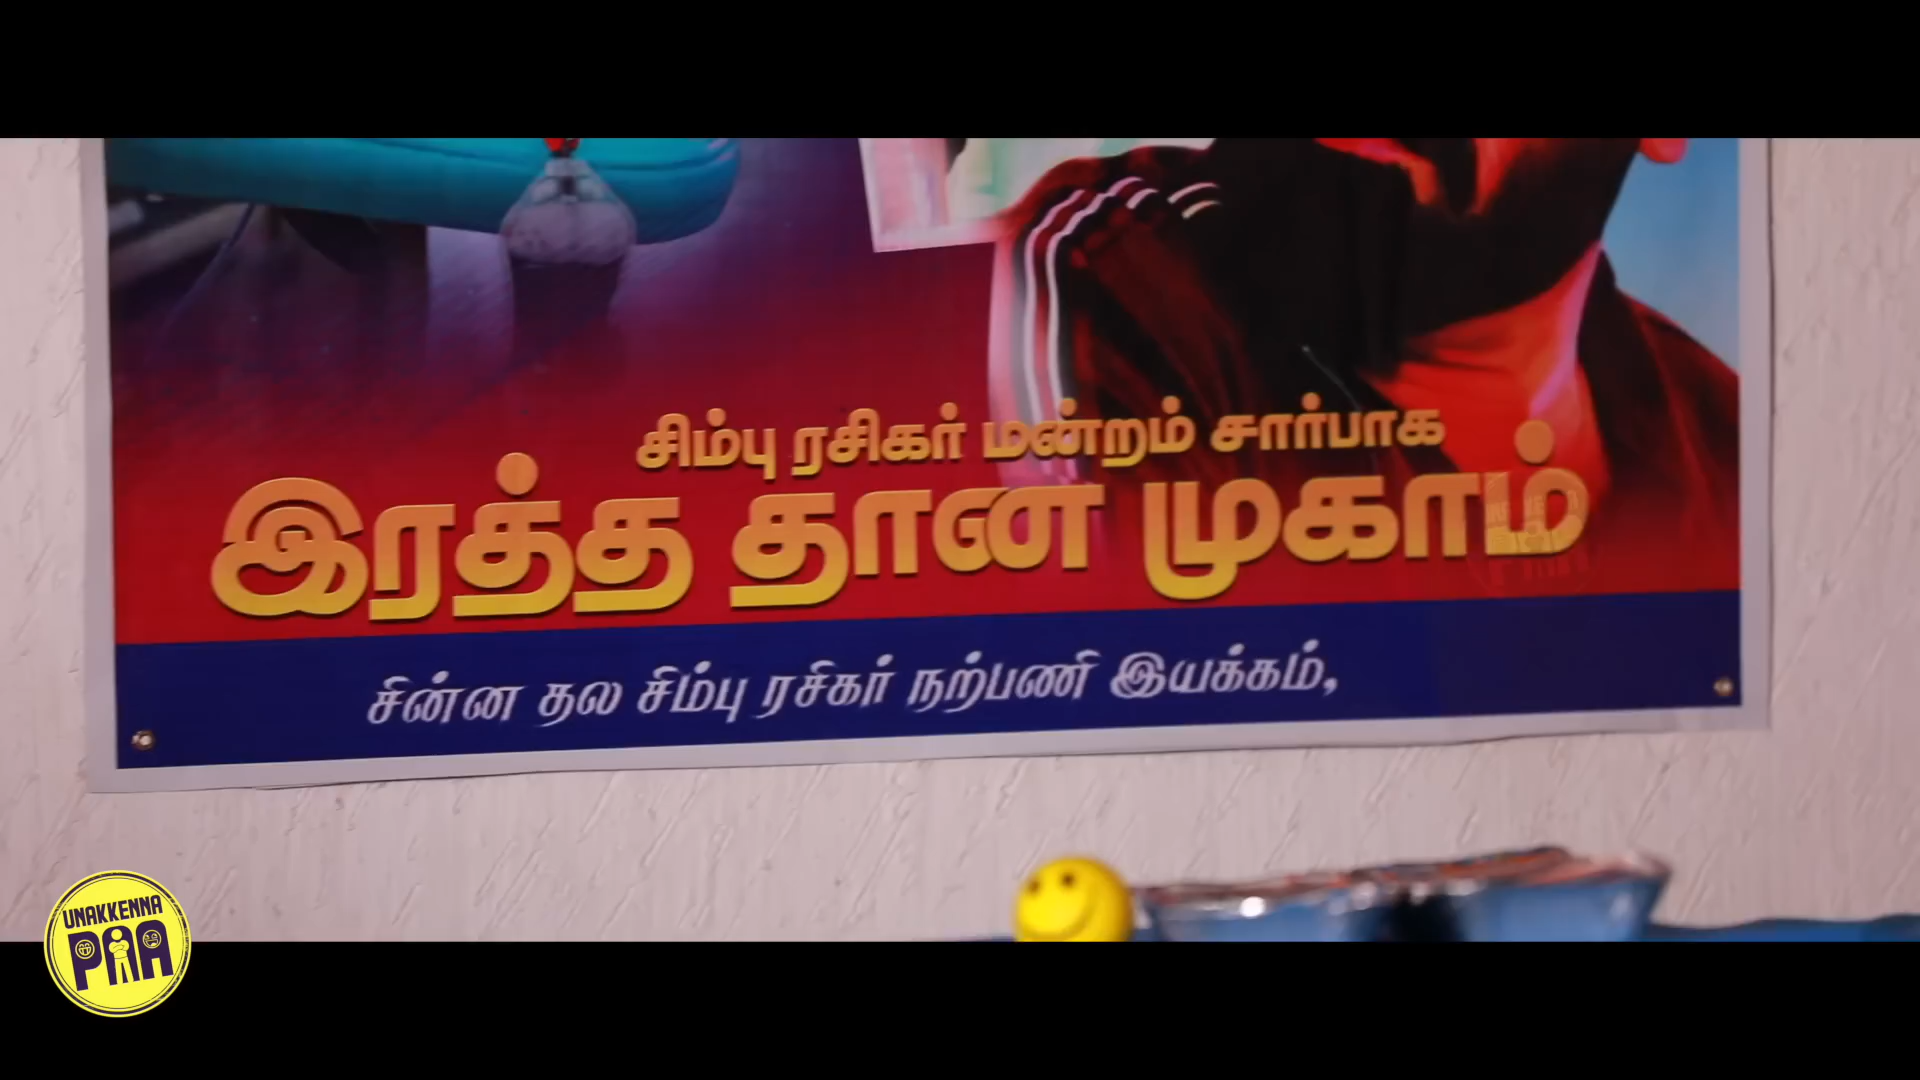 சிம்பு ரசிகர் மன்றம் சார்பாக
இரத்த தான முகாம்
சின்ன தல சிம்பு ரசிகர் நற்பணி இயக்கம்,
UNAKKENNA
PAA